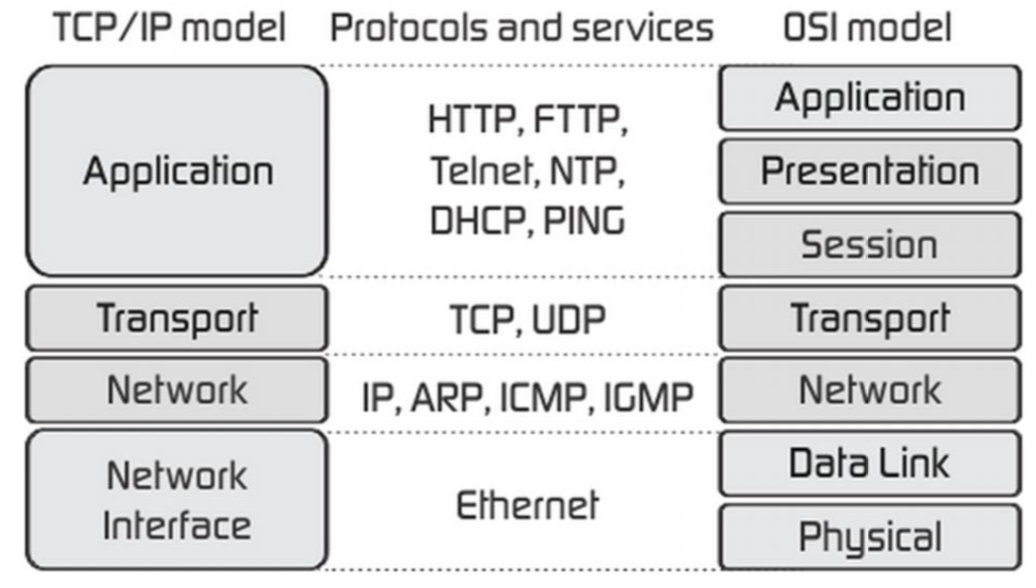 TCP/IP model Protocols and services OSI model
Application
HTTP, FTTP,
Telnet, NTP,
DHCP, PING
Application
Presentation
Session
Transport
TCP, UDP
Transport
Network
IP, ARP, ICMP, IGMP
Network
Network
Interface
Ethernet
Data Link
Physical